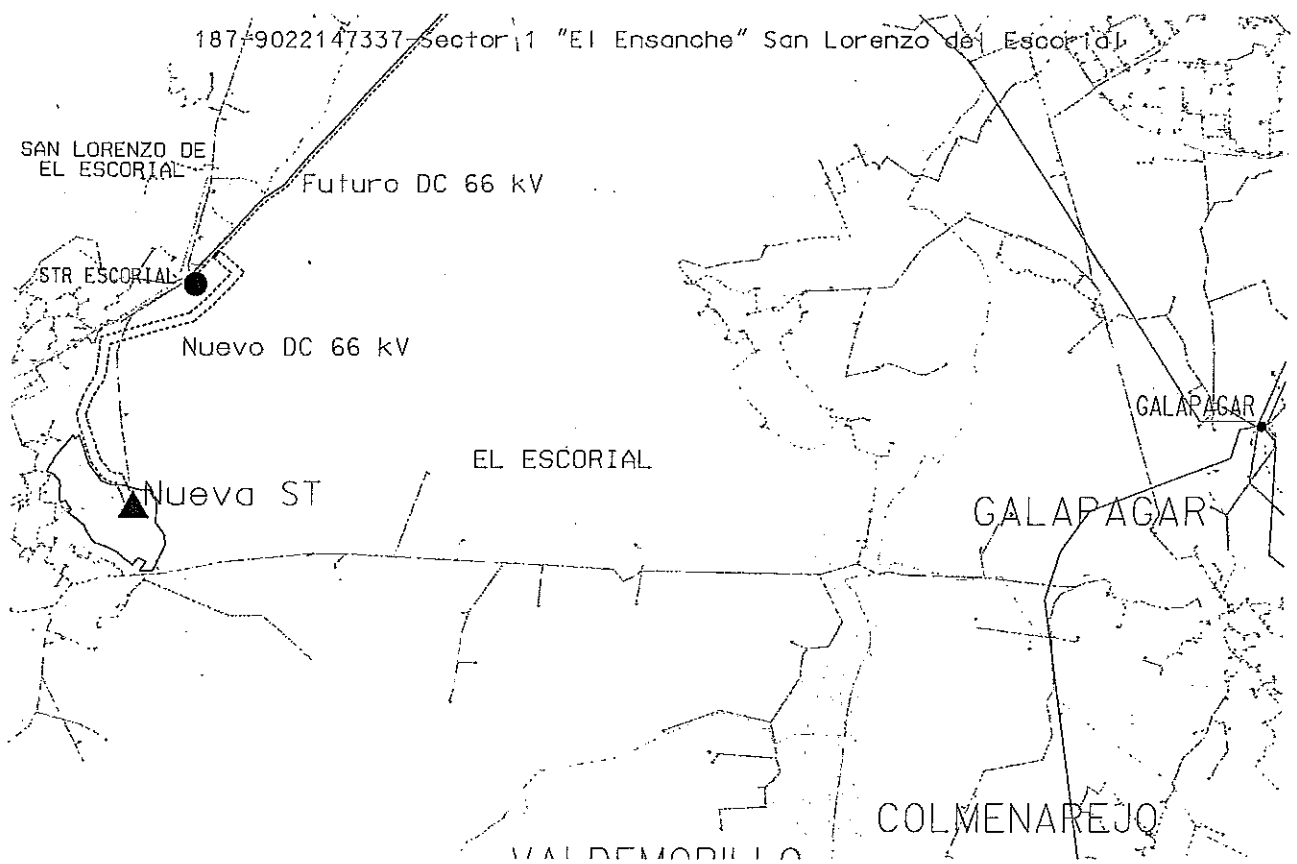 187-9022147337-Sector 1 "El Ensanche" San Lorenzo del Escorial
SAN LORENZO DE
EL ESCORIAL
Futuro DC 66 kV
STR ESCORIAL
Nuevo DC 66 kV
GALAPAGAR
EL ESCORIAL
Nueva ST
GALAPAGAR
COLMENAREJO
VALDEMORILLO